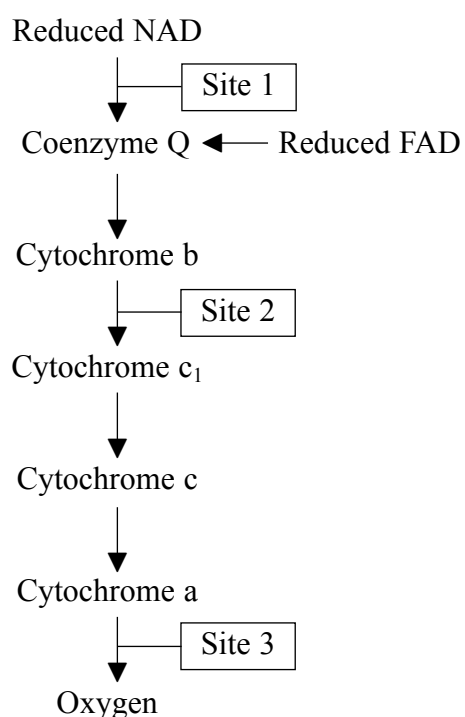 Reduced NAD
Site 1
Coenzyme Q
Reduced FAD
Cytochrome b
Site 2
Cytochrome c₁
Cytochrome c
Cytochrome a
Site 3
Oxygen